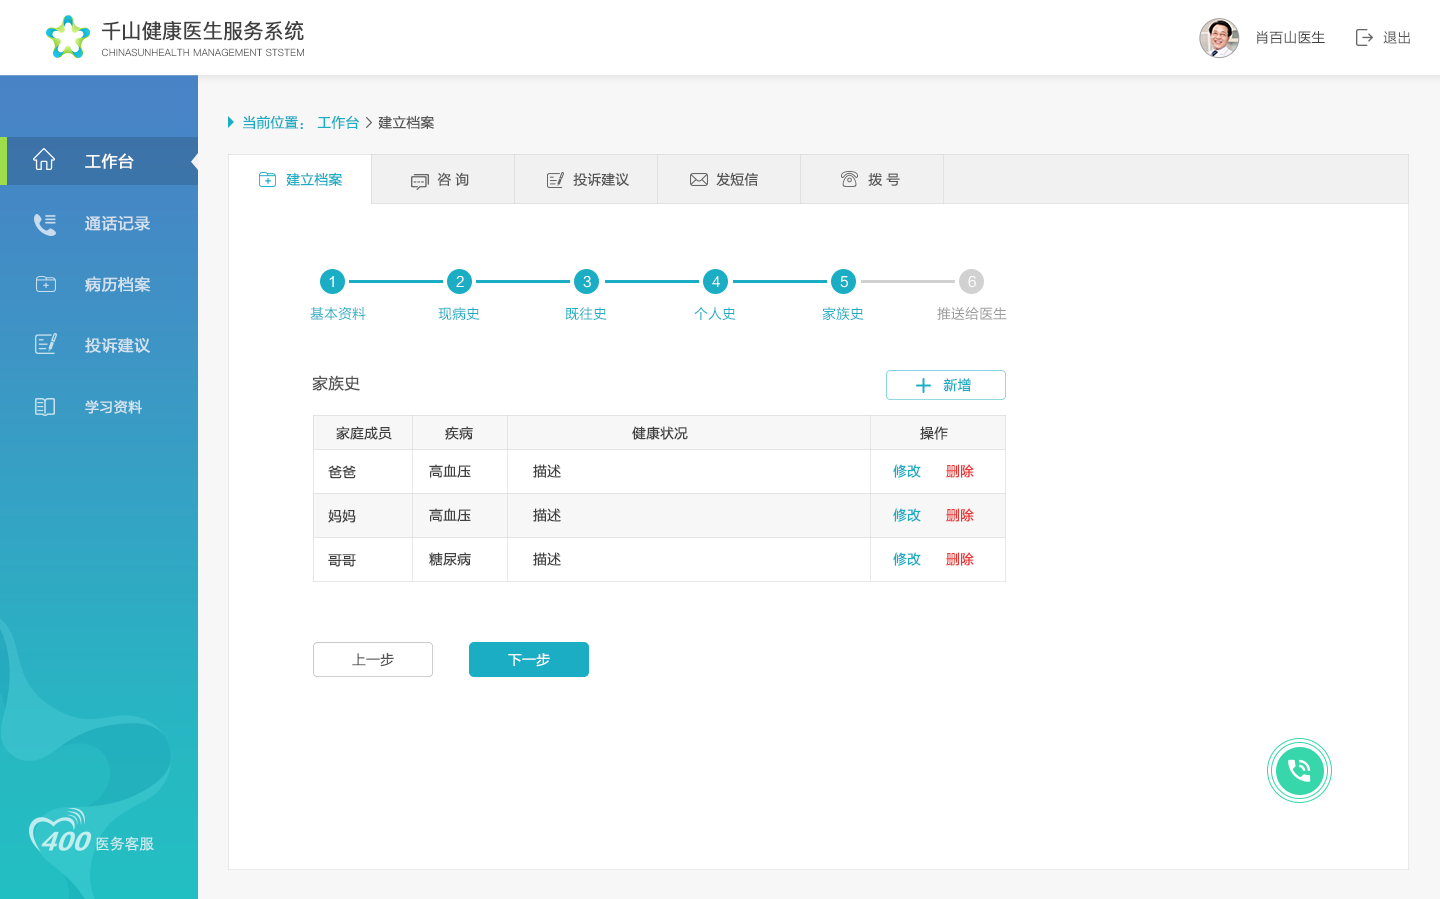 千山健康医生服务系统
CHINASUNHEALTH MANAGEMENT STSTEM
肖百山医生 退出
工作台
通话记录
病历档案
投诉建议
学习资料
400 医务客服
当前位置： 工作台 > 建立档案
建立档案 咨 询 投诉建议 发短信 拨 号
1 2 3 4 5 6
基本资料 现病史 既往史 个人史 家族史 推送给医生
家族史 新增
家庭成员 疾病 健康状况 操作
爸爸 高血压 描述 修改 删除
妈妈 高血压 描述 修改 删除
哥哥 糖尿病 描述 修改 删除
上一步 下一步